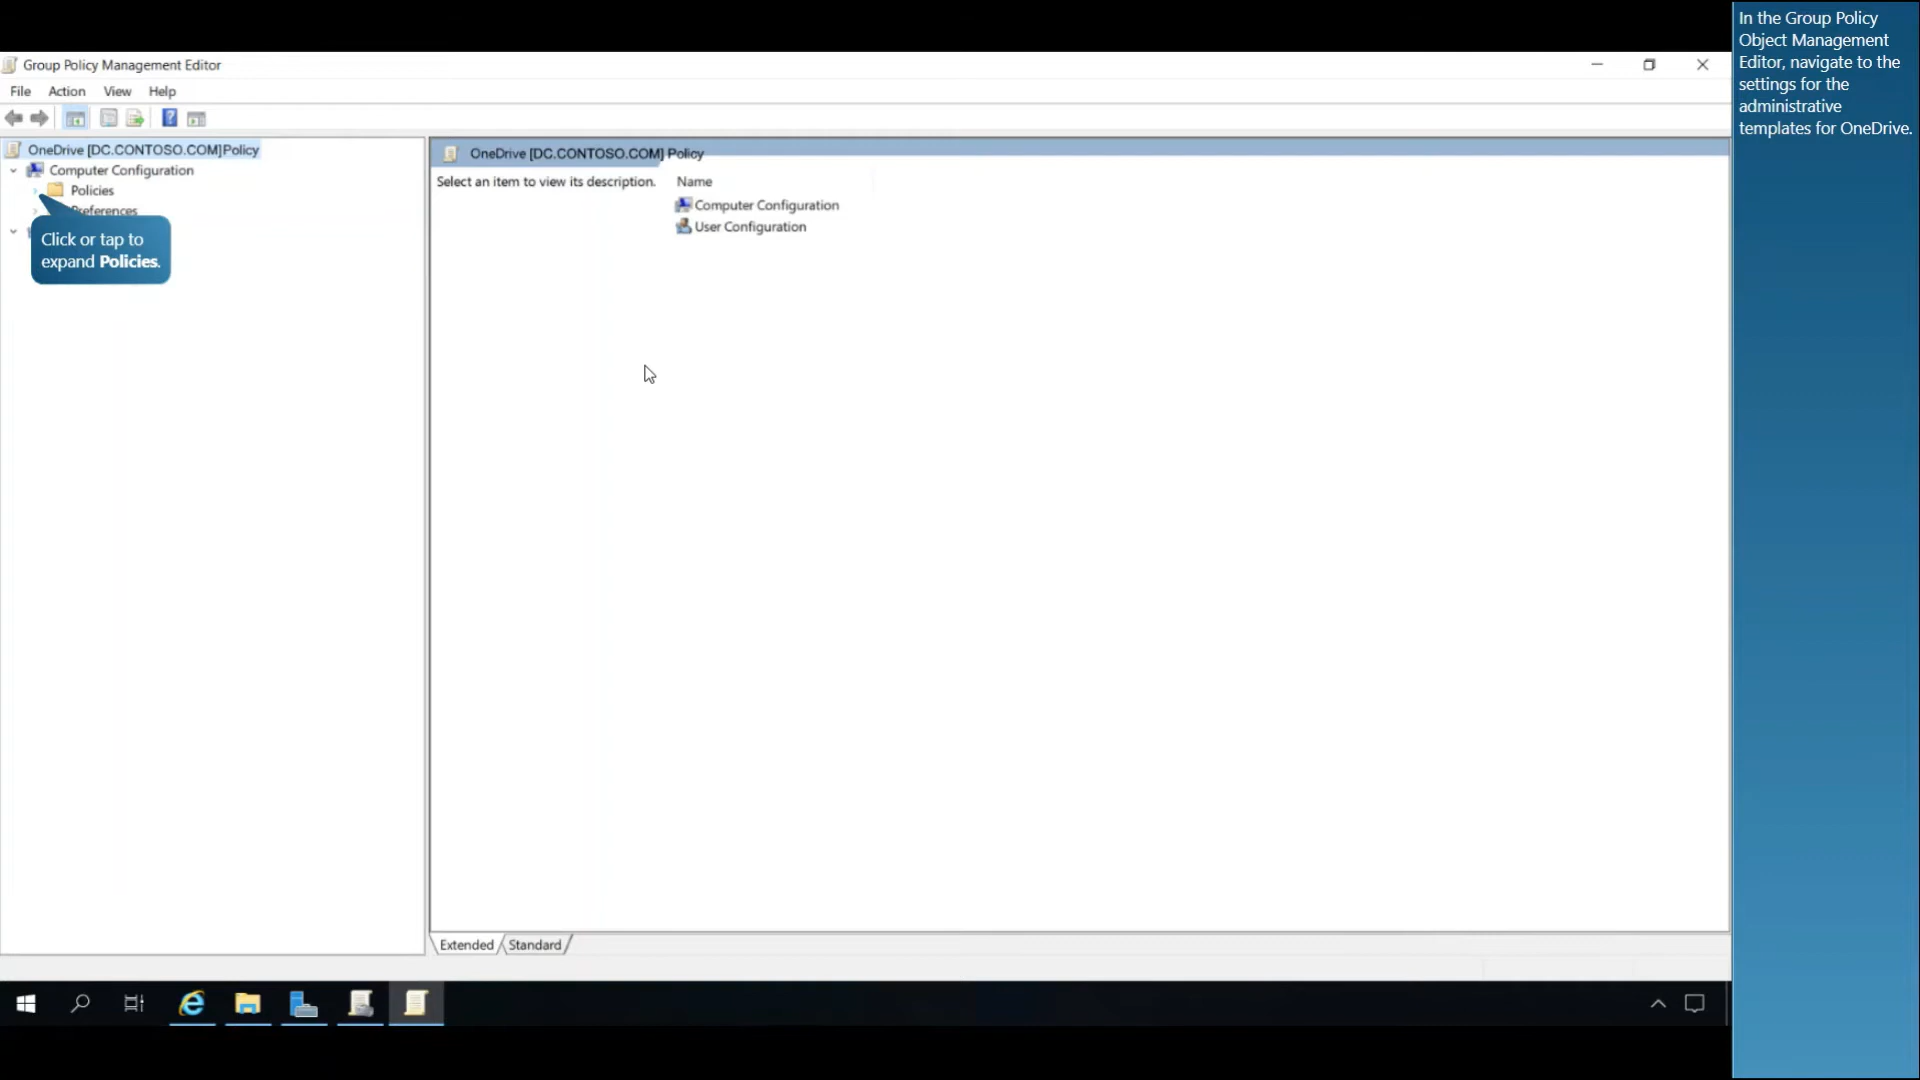 Group Policy Management Editor
File Action View Help
OneDrive [DC.CONTOSO.COM]Policy
Computer Configuration
Policies
Preferences
Click or tap to
expand Policies.
OneDrive [DC.CONTOSO.COM] Policy
Select an item to view its description.
Name
Computer Configuration
User Configuration
Extended Standard
In the Group Policy
Object Management
Editor, navigate to the
settings for the
administrative
templates for OneDrive.